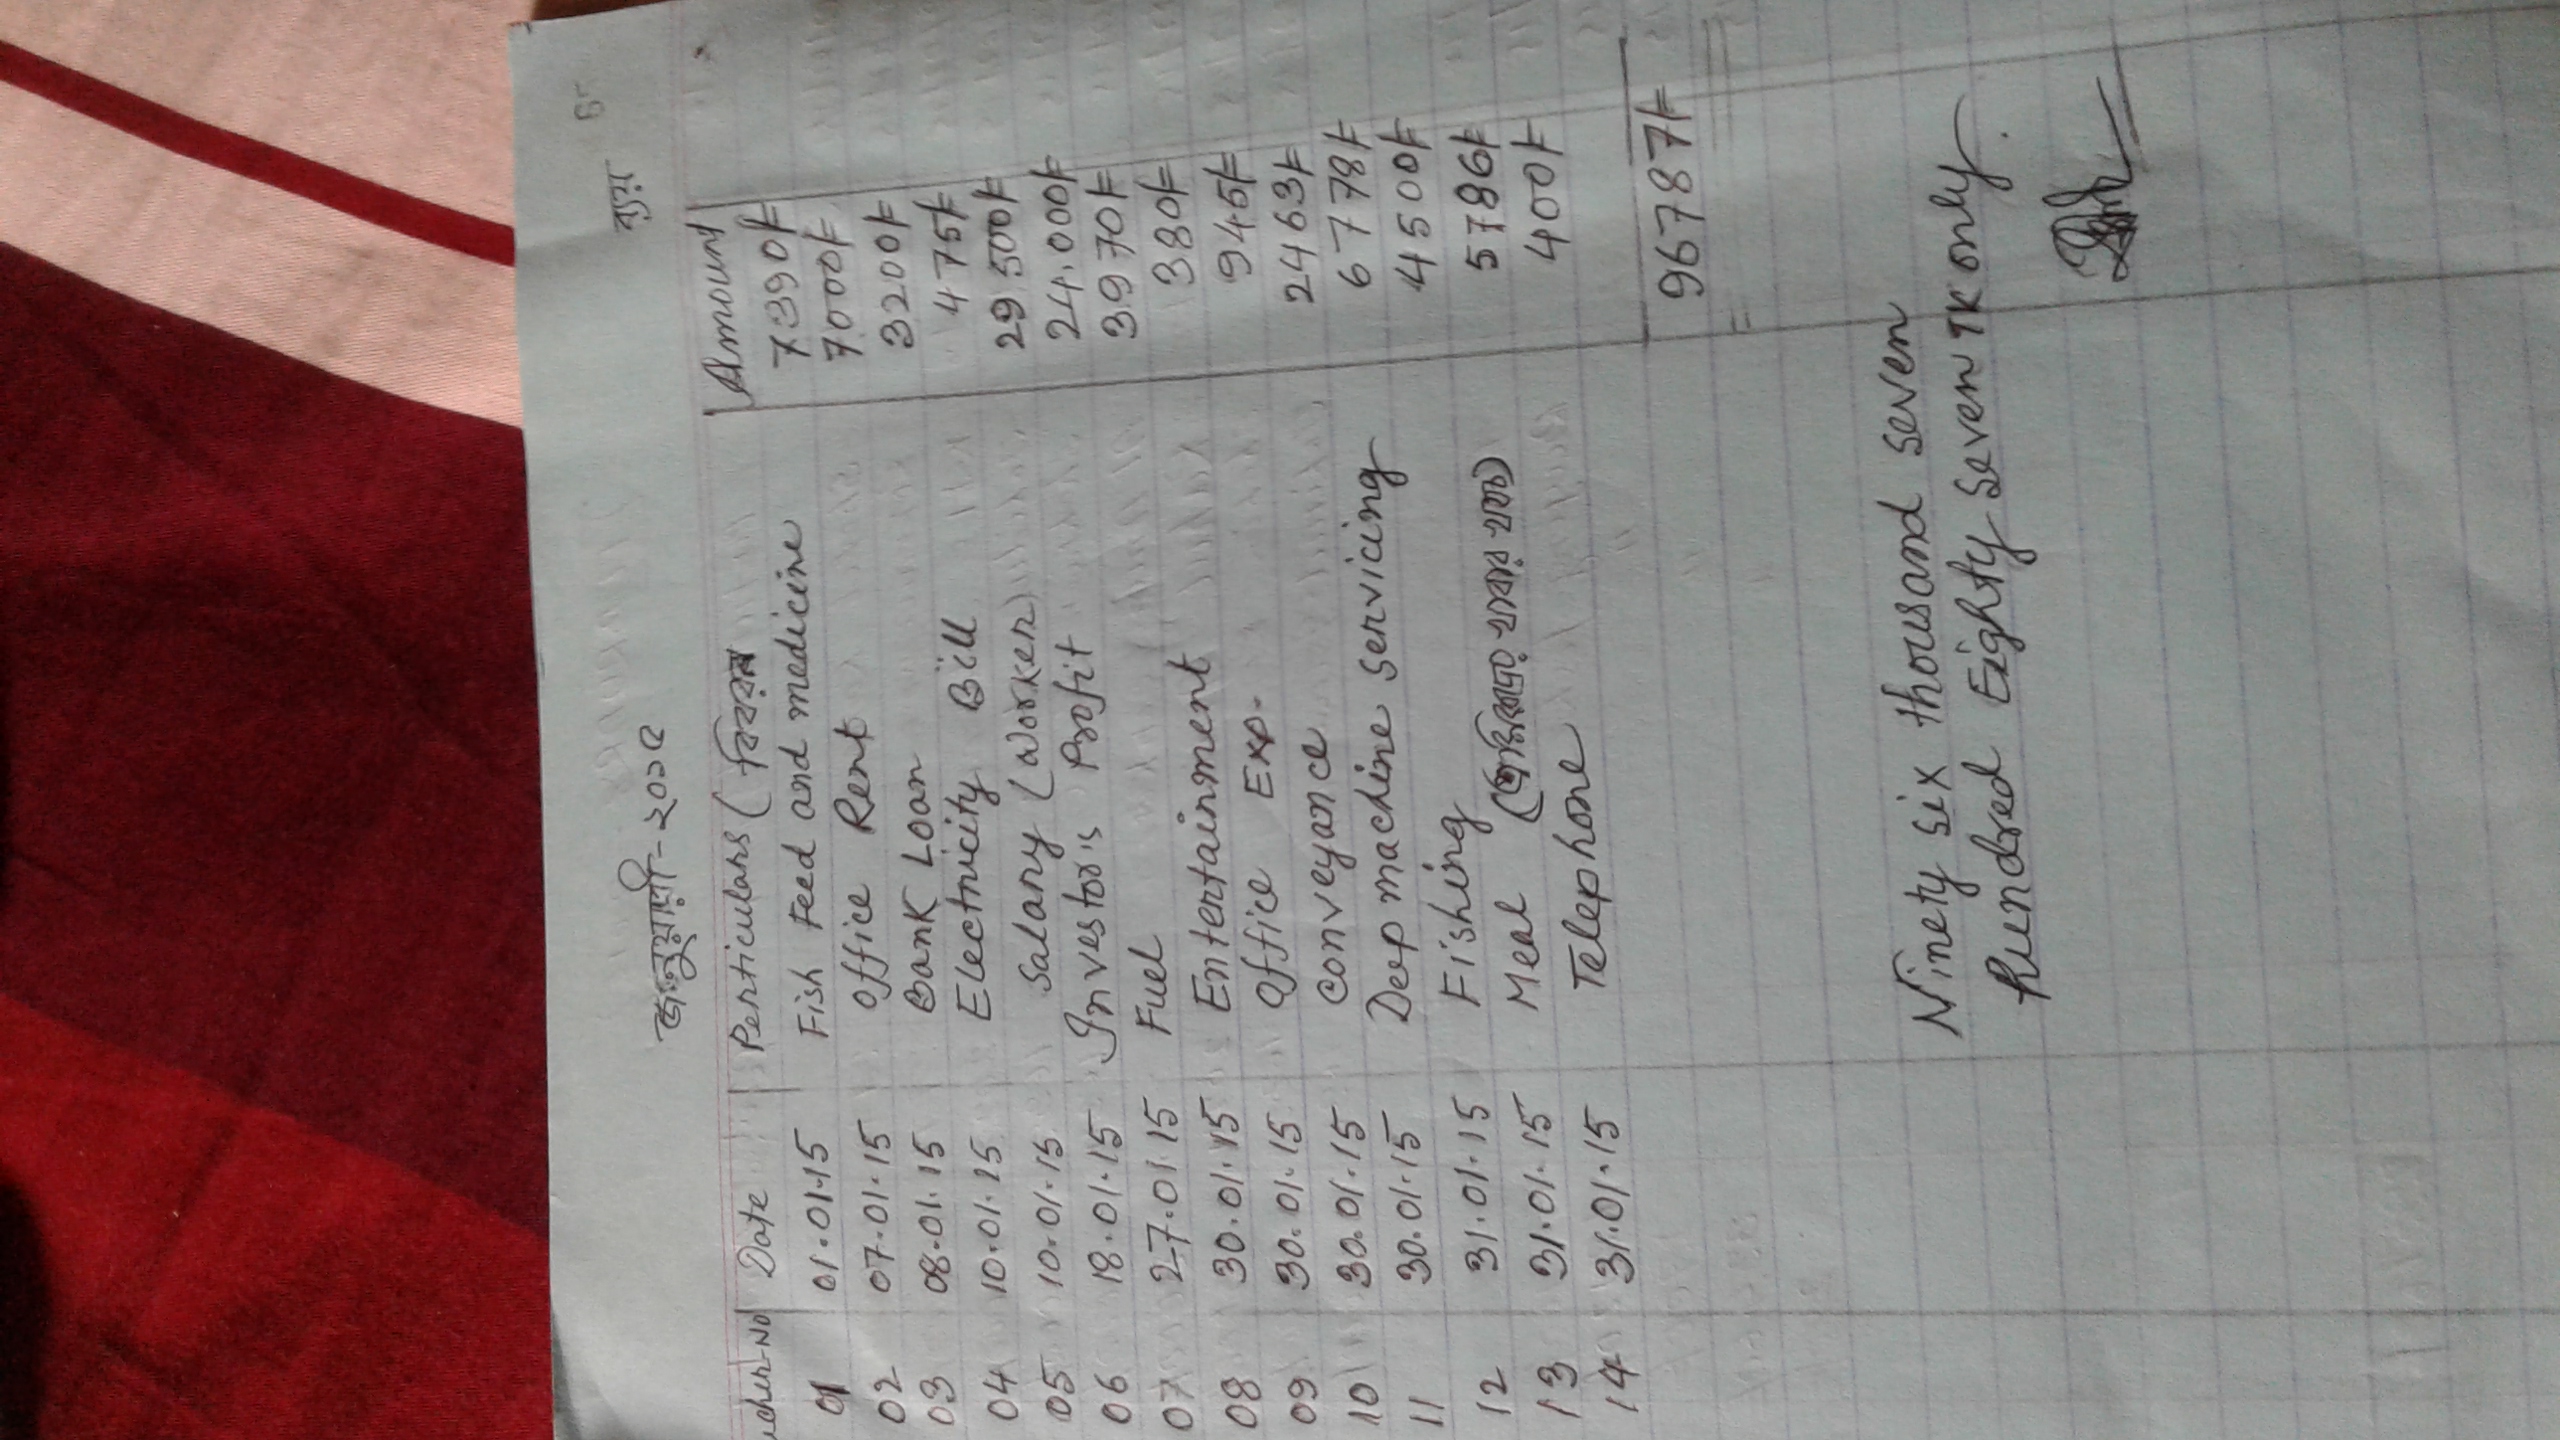 জানুয়ারী-২০১৫ ব্যয়
ucher-No Date Perticulars ( বিবরন Amount
01 01.01.15 Fish Feed and medicine 7390/=
02 07.01.15 office Rent 7000/=
03 08.01.15 Bank Loan 3200/=
04 10.01.15 Electricity Bill 475/=
05 10.01.15 Salary (Worker) 29500/=
06 18.01.15 Investor's Profit 24,000/=
07 27.01 15 Fuel 3970/=
08 30.01.15 Entertainment 380/=
09 30.01.15 office Exp. 945/=
10 30.01.15 conveyance 2463/=
11 30.01.15 Deep machine servicing 6778/=
12 31.01.15 Fishing 4500/=
13 31.01.15 Meal (শ্রমিকদের খাবার খরচ) 5786/=
14 31.01.15 Telephone 400/=
96787/=
Ninety six thousand seven
Hundred Eighty seven TK only